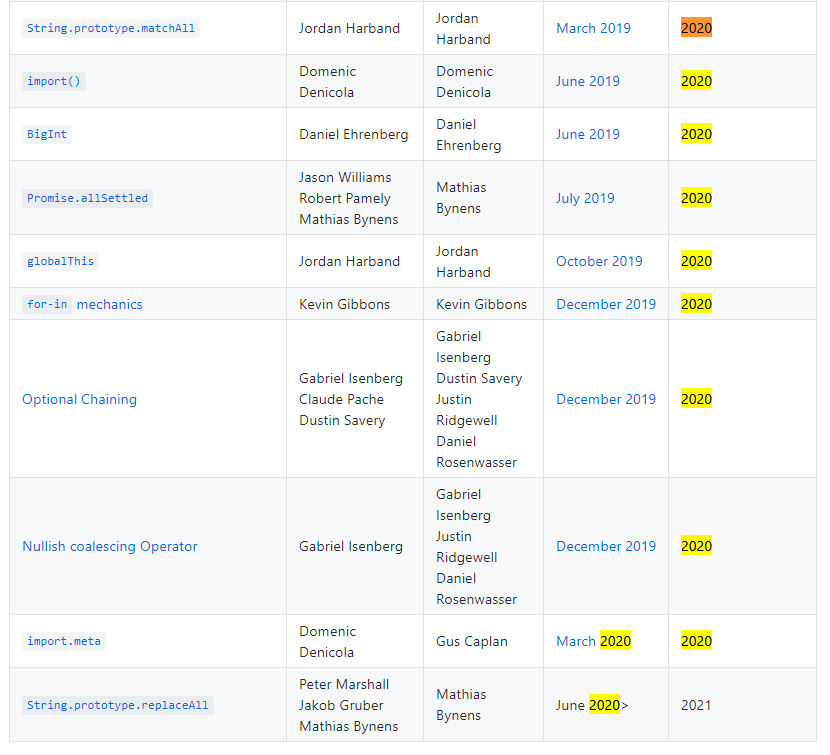 String.prototype.matchAll
Jordan Harband
Jordan
Harband
March 2019
2020
import()
Domenic
Denicola
Domenic
Denicola
June 2019
2020
BigInt
Daniel Ehrenberg
Daniel
Ehrenberg
June 2019
2020
Promise.allSettled
Jason Williams
Robert Pamely
Mathias Bynens
Mathias
Bynens
July 2019
2020
globalThis
Jordan Harband
Jordan
Harband
October 2019
2020
for-in mechanics
Kevin Gibbons
Kevin Gibbons
December 2019
2020
Optional Chaining
Gabriel Isenberg
Claude Pache
Dustin Savery
Gabriel
Isenberg
Dustin Savery
Justin
Ridgewell
Daniel
Rosenwasser
December 2019
2020
Nullish coalescing Operator
Gabriel Isenberg
Gabriel
Isenberg
Justin
Ridgewell
Daniel
Rosenwasser
December 2019
2020
import.meta
Domenic
Denicola
Gus Caplan
March 2020
2020
String.prototype.replaceAll
Peter Marshall
Jakob Gruber
Mathias Bynens
Mathias
Bynens
June 2020>
2021